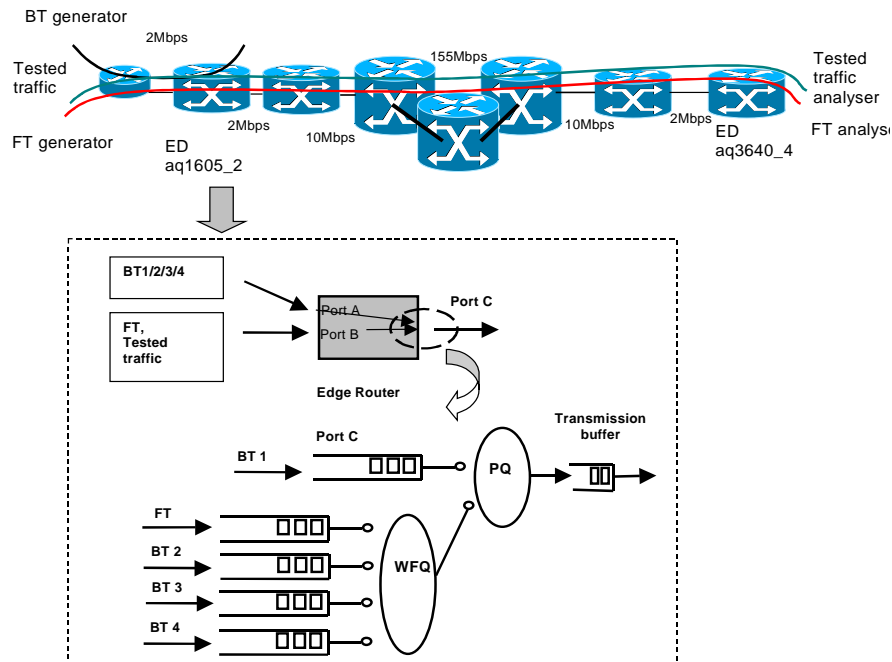 BT generator
2Mbps
155Mbps
Tested
traffic
Tested
traffic
analyser
FT generator
2Mbps
10Mbps
10Mbps
2Mbps
FT analyse
ED
aq1605_2
ED
aq3640_4
BT1/2/3/4
Port A
Port C
FT,
Tested
traffic
Port B
Edge Router
Transmission
buffer
Port C
BT 1
PQ
FT
BT 2
WFQ
BT 3
BT 4